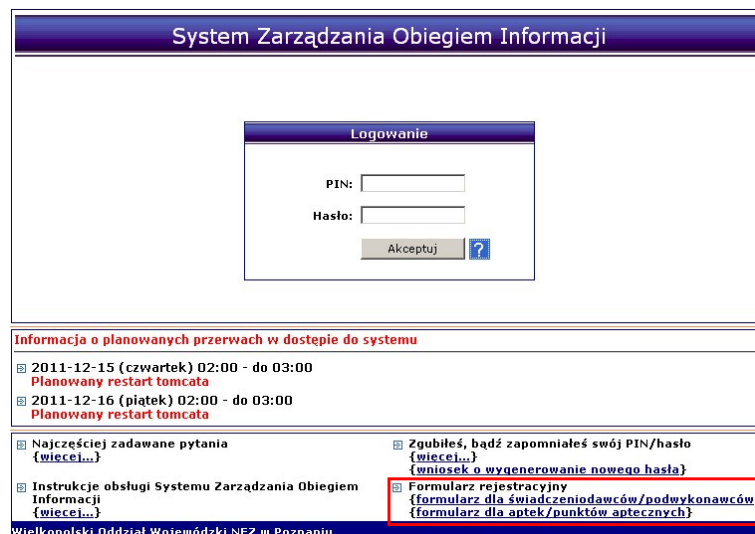 System Zarządzania Obiegiem Informacji
Logowanie
PIN:
Hasło:
Akceptuj ?
Informacja o planowanych przerwach w dostępie do systemu
2011-12-15 (czwartek) 02:00 - do 03:00
Planowany restart tomcata
2011-12-16 (piątek) 02:00 - do 03:00
Planowany restart tomcata
Najczęściej zadawane pytania
{więcej...}
Zgubiłeś, bądź zapomniałeś swój PIN/hasło
{więcej...}
{wniosek o wygenerowanie nowego hasła}
Instrukcje obsługi Systemu Zarządzania Obiegiem
Informacji
{więcej...}
Formularz rejestracyjny
{formularz dla świadczeniodawców/podwykonawców
{formularz dla aptek/punktów aptecznych}
Wielkopolski Oddział Wojewódzki NFZ w Poznaniu